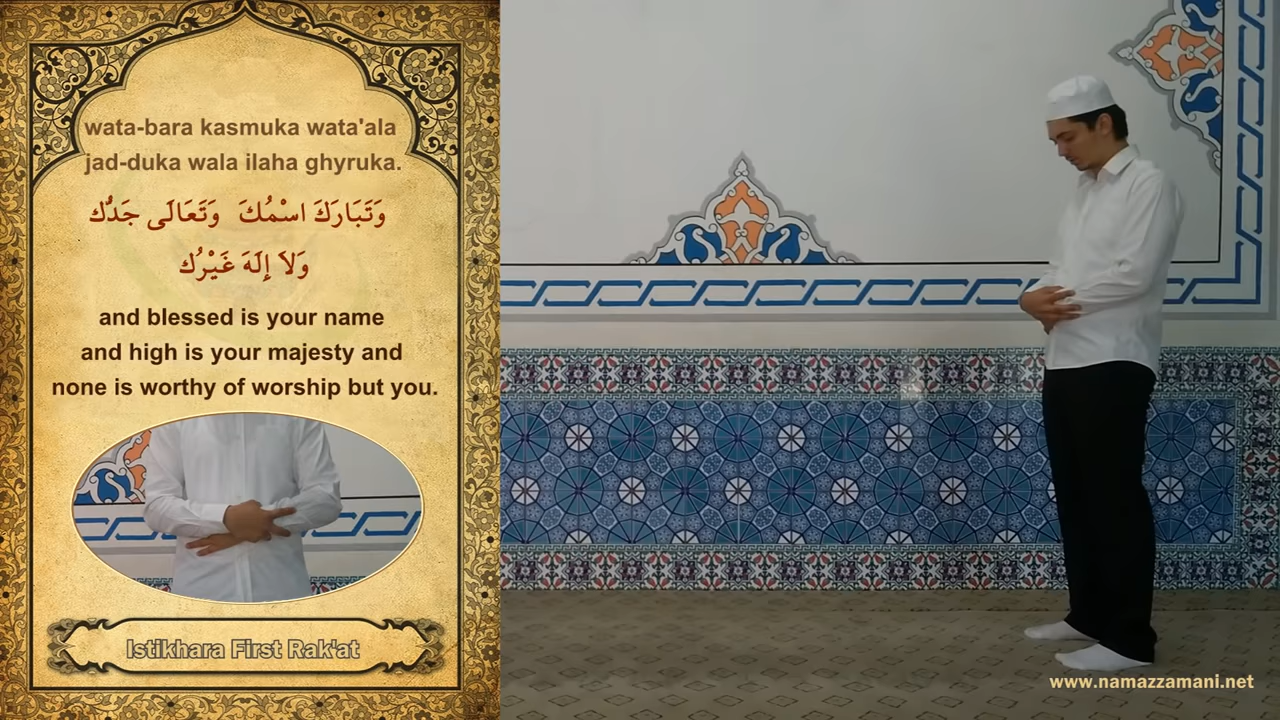 wata-bara kasmuka wata'ala
jad-duka wala ilaha ghyruka.
وَتَبَارَكَ اسْمُكَ وَتَعَالَى جَدُّك
وَلاَ إِلَهَ غَيْرُك
and blessed is your name
and high is your majesty and
none is worthy of worship but you.
Istikhara First Rak'at
www.namazzamani.net